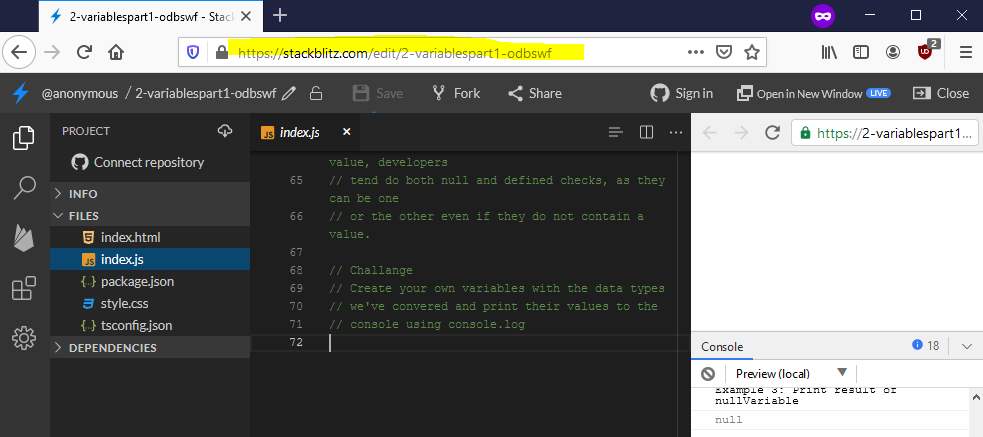 2-variablespart1-odbswf - Stack
https://stackblitz.com/edit/2-variablespart1-odbswf
2
@anonymous / 2-variablespart1-odbswf
Save
Fork
Share
Sign in
Open in New Window LIVE
Close
PROJECT
Connect repository
INFO
FILES
index.html
index.js
package.json
style.css
tsconfig.json
DEPENDENCIES
JS index.js
value, developers
65 // tend do both null and defined checks, as they
can be one
66 // or the other even if they do not contain a
value.
67
68 // Challange
69 // Create your own variables with the data types
70 // we've convered and print their values to the
71 // console using console.log
72
https://2-variablespart1...
Console
18
Preview (local)
Example 3: Print result of
nullVariable
null